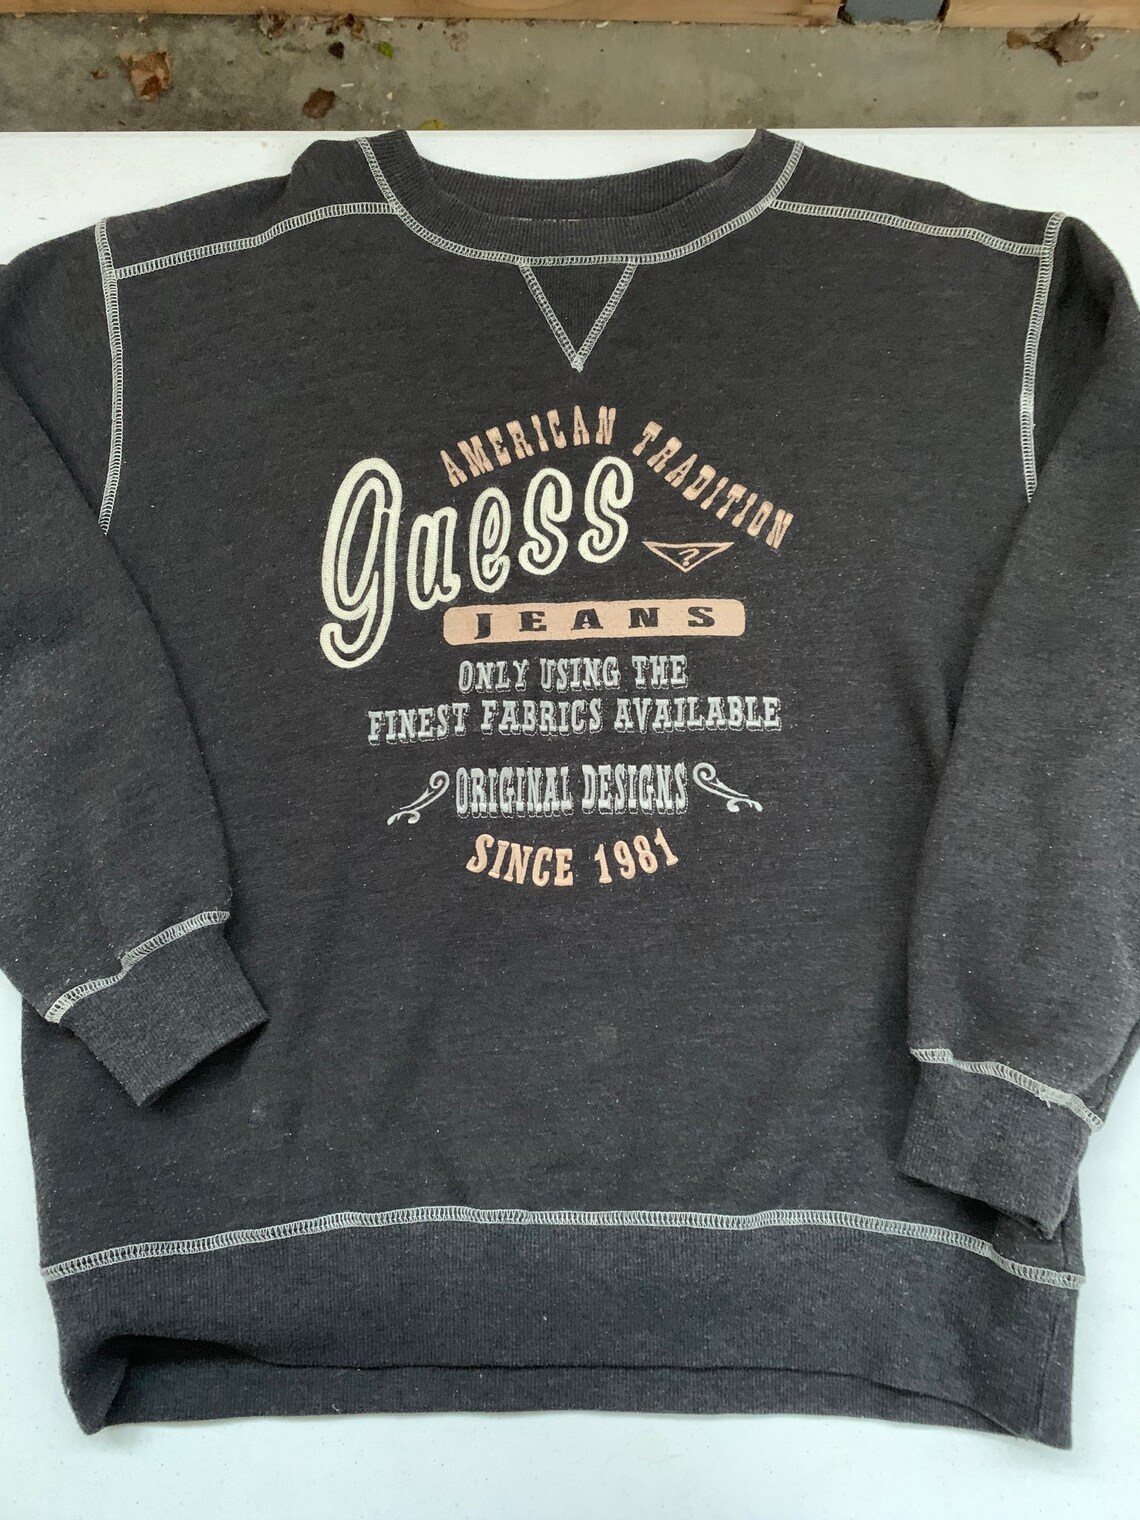 AMERICAN TRADITION
guess
?
JEANS
ONLY USING THE
FINEST FABRICS AVAILABLE
ORIGINAL DESIGNS
SINCE 1981